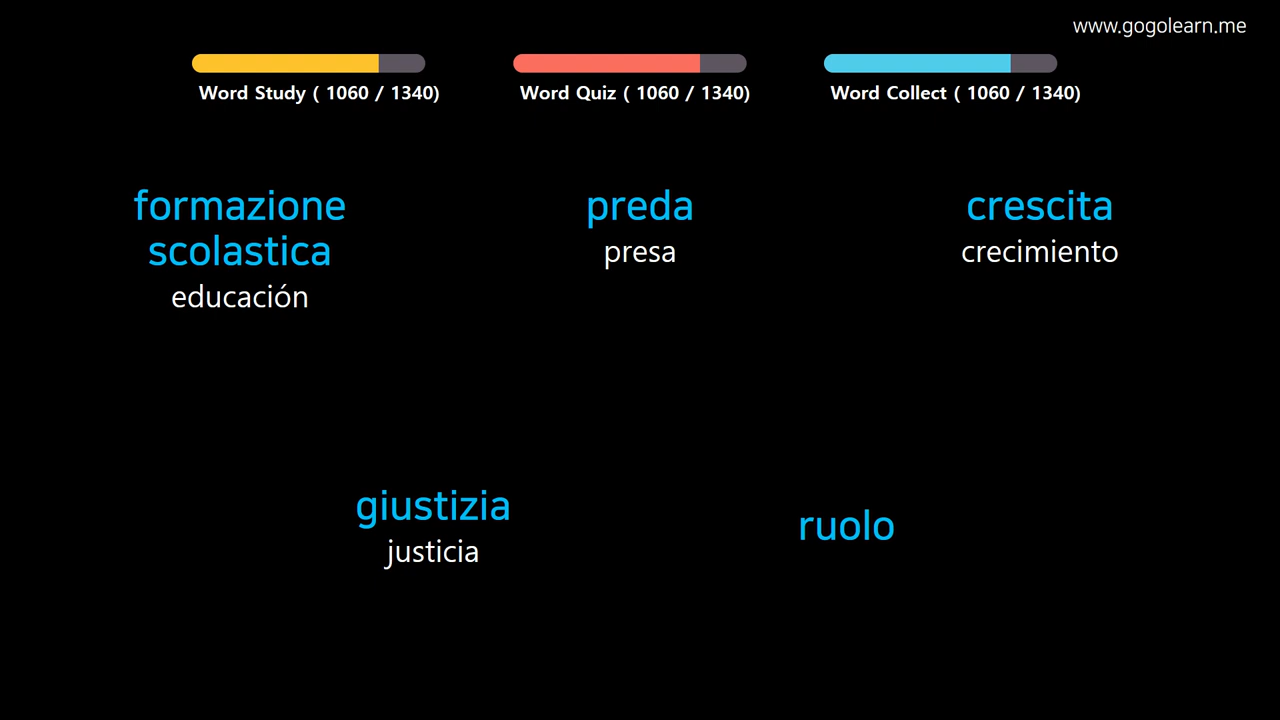 www.gogolearn.me
Word Study ( 1060 / 1340)
Word Quiz ( 1060 / 1340)
Word Collect ( 1060 / 1340)
formazione
scolastica
educación
preda
presa
crescita
crecimiento
giustizia
justicia
ruolo